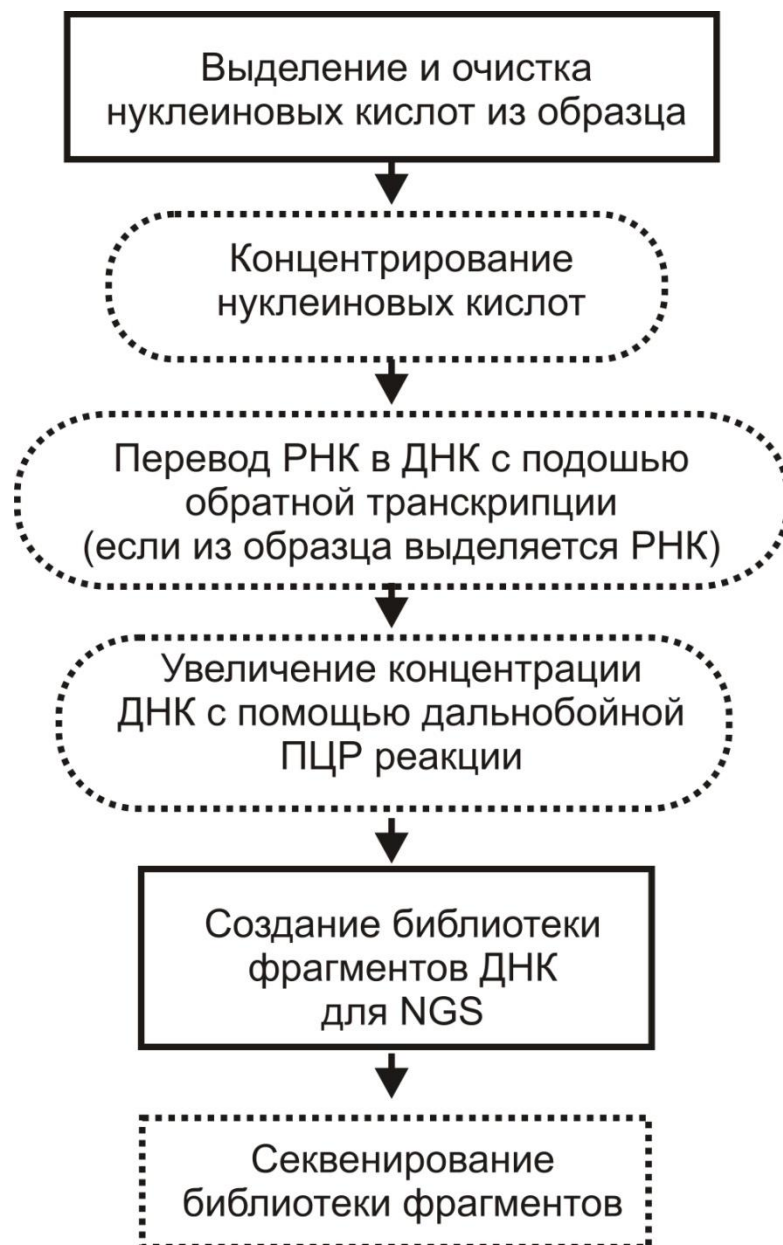 Выделение и очистка
нуклеиновых кислот из образца
Концентрирование
нуклеиновых кислот
Перевод РНК в ДНК с подошью
обратной транскрипции
(если из образца выделяется РНК)
Увеличение концентрации
ДНК с помощью дальнобойной
ПЦР реакции
Создание библиотеки
фрагментов ДНК
для NGS
Секвенирование
библиотеки фрагментов